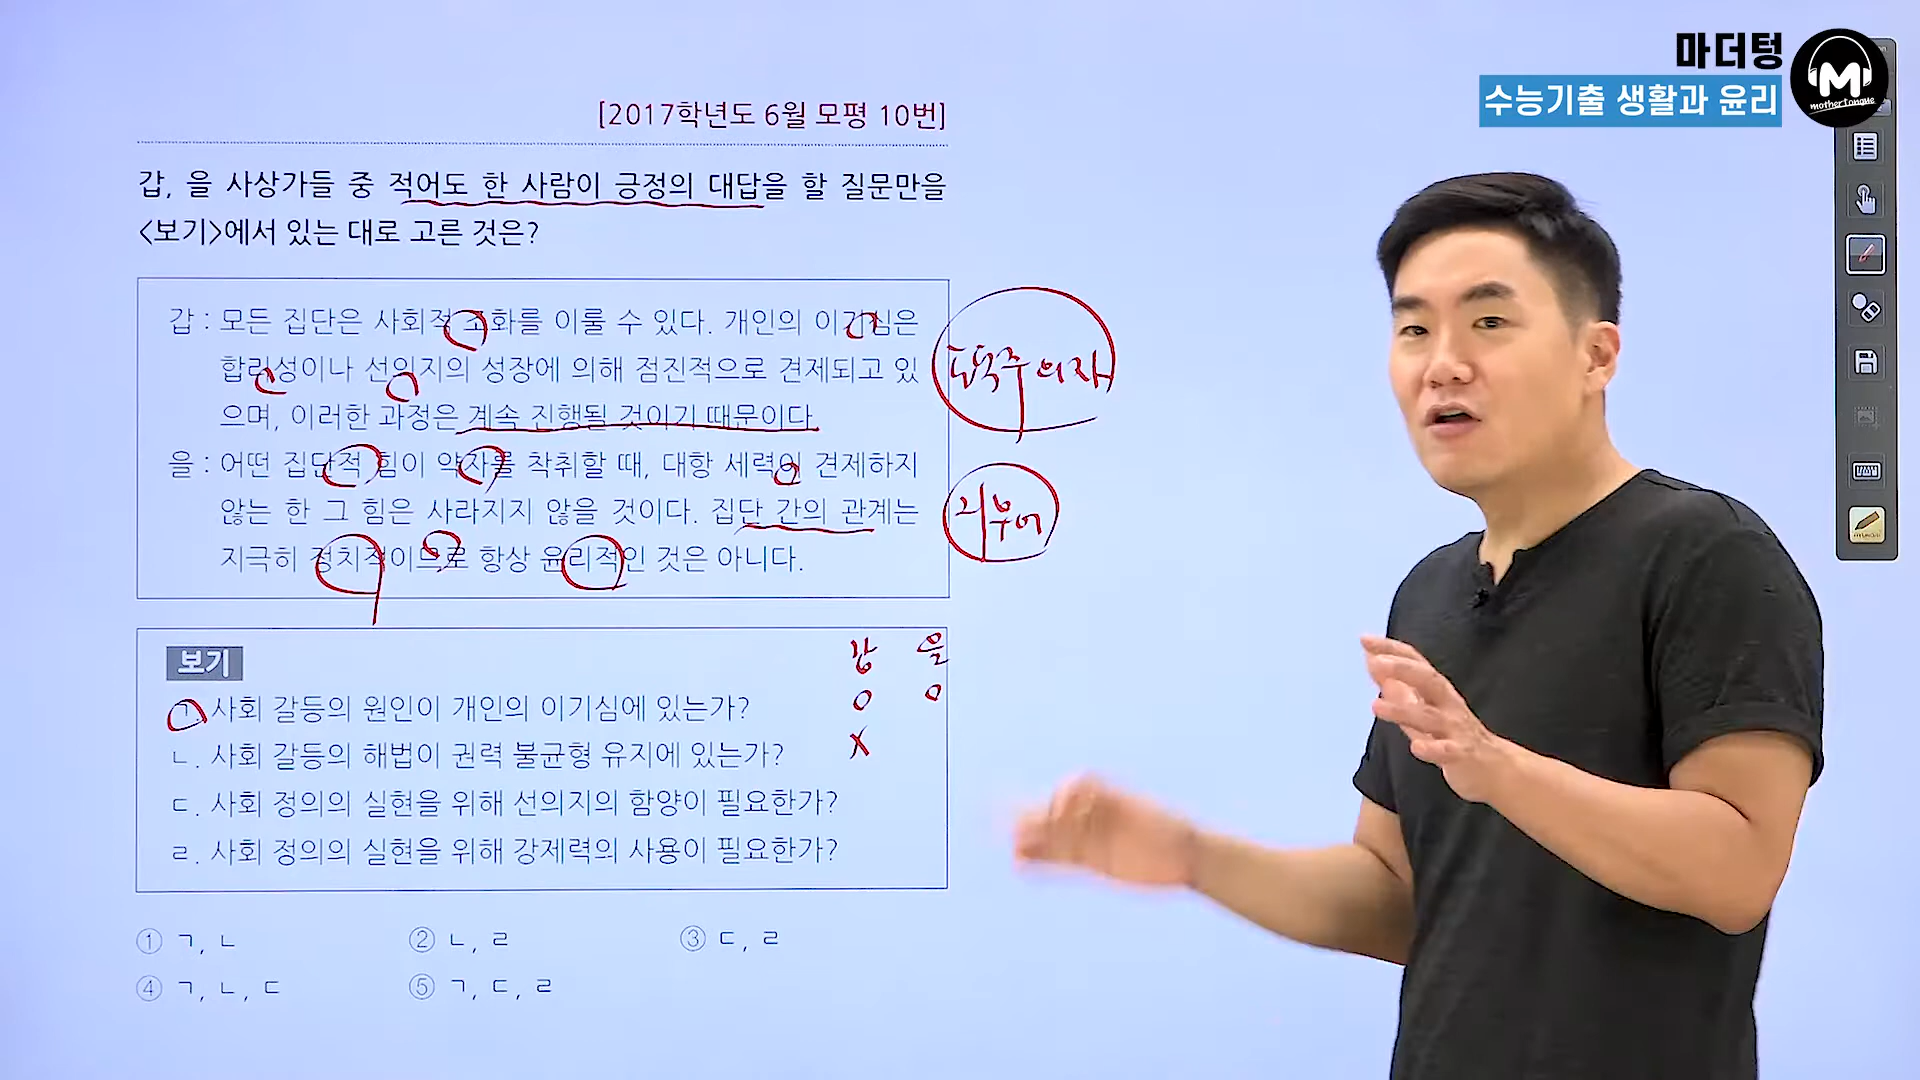 마더텅
수능기출 생활과 윤리
M
mothertongue
[2017학년도 6월 모평 10번]
갑, 을 사상가들 중 적어도 한 사람이 긍정의 대답을 할 질문만을
<보기>에서 있는 대로 고른 것은?
갑 : 모든 집단은 사회적 조화를 이룰 수 있다. 개인의 이기심은
합리성이나 선의지의 성장에 의해 점진적으로 견제되고 있
으며, 이러한 과정은 계속 진행될 것이기 때문이다.
도덕주의자
을 : 어떤 집단적 힘이 약자를 착취할 때, 대항 세력이 견제하지
않는 한 그 힘은 사라지지 않을 것이다. 집단 간의 관계는
니부어
지극히 정치적이므로 항상 윤리적인 것은 아니다.
보기
갑 을
ㄱ. 사회 갈등의 원인이 개인의 이기심에 있는가? O O
ㄴ. 사회 갈등의 해법이 권력 불균형 유지에 있는가? X
ㄷ. 사회 정의의 실현을 위해 선의지의 함양이 필요한가?
ㄹ. 사회 정의의 실현을 위해 강제력의 사용이 필요한가?
① ㄱ, ㄴ ② ㄴ, ㄹ ③ ㄷ, ㄹ
④ ㄱ, ㄴ, ㄷ ⑤ ㄱ, ㄷ, ㄹ